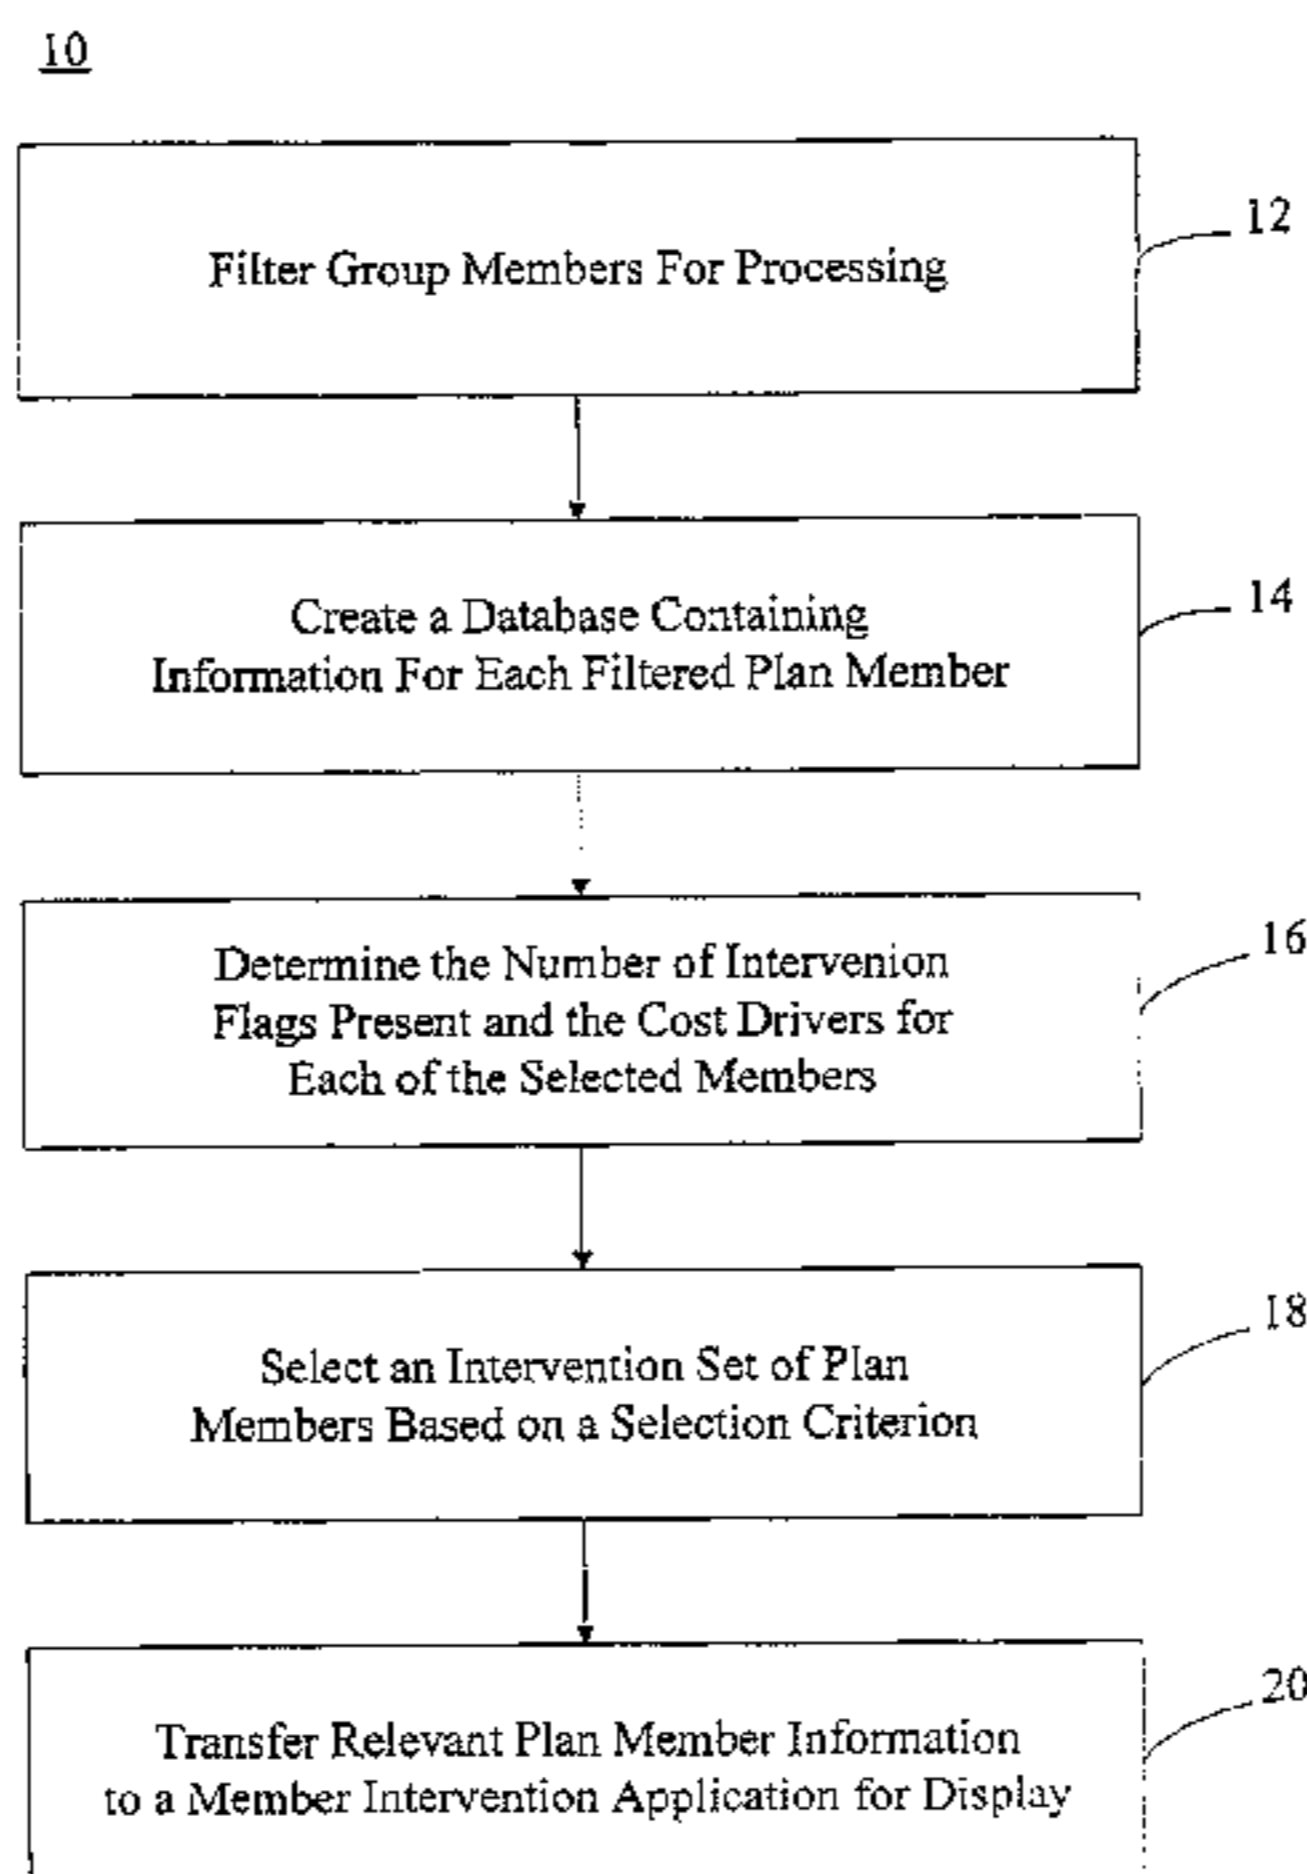 10
Filter Group Members For Processing
12
Create a Database Containing
Information For Each Filtered Plan Member
14
Determine the Number of Intervenion
Flags Present and the Cost Drivers for
Each of the Selected Members
16
Select an Intervention Set of Plan
Members Based on a Selection Criterion
18
Transfer Relevant Plan Member Information
to a Member Intervention Application for Display
20